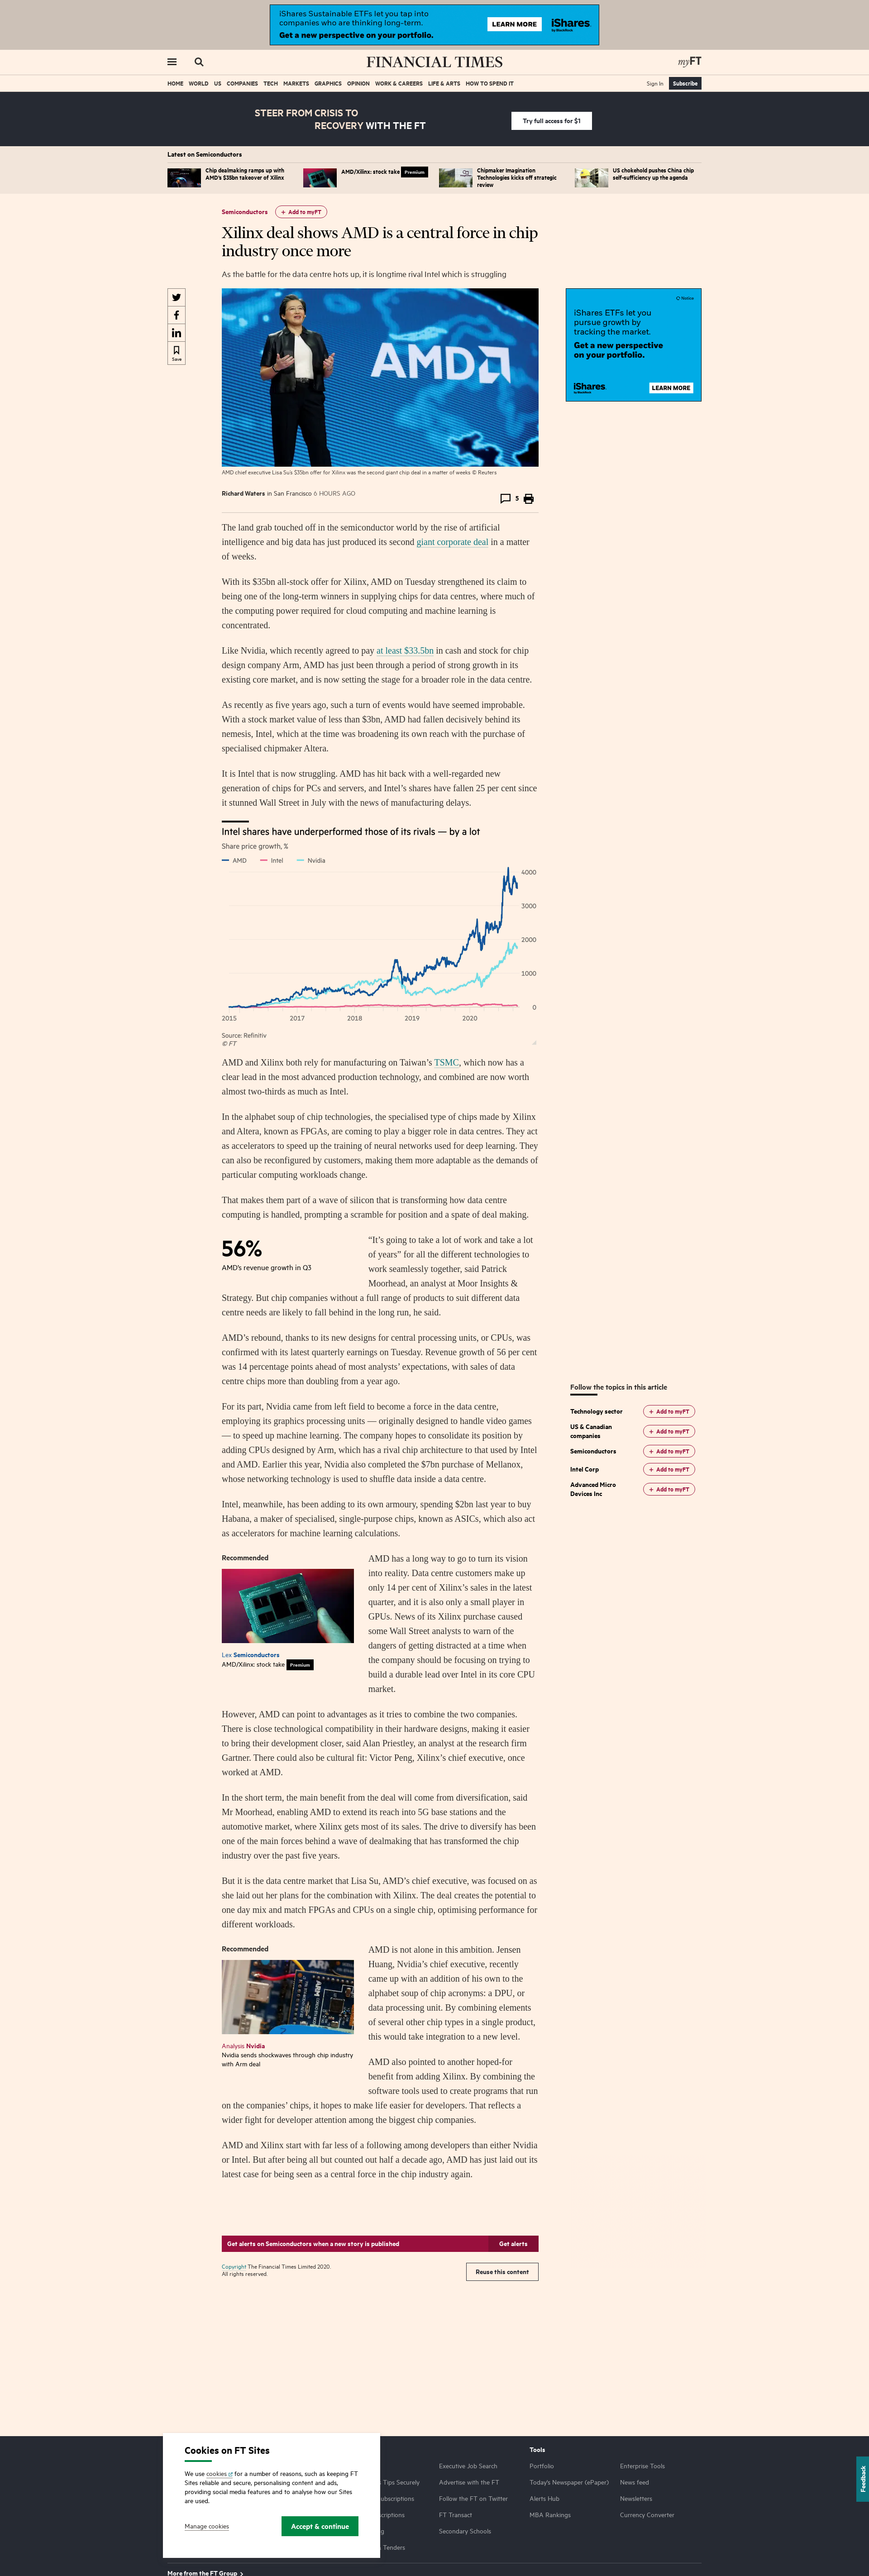 iShares Sustainable ETFs let you tap into
companies who are thinking long-term.
Get a new perspective on your portfolio.
LEARN MORE
iShares.
by BlackRock
FINANCIAL TIMES
myFT
HOME WORLD US COMPANIES TECH MARKETS GRAPHICS OPINION WORK & CAREERS LIFE & ARTS HOW TO SPEND IT
Sign In Subscribe
STEER FROM CRISIS TO
RECOVERY WITH THE FT
Try full access for $1
Latest on Semiconductors
Chip dealmaking ramps up with
AMD's $35bn takeover of Xilinx
AMD/Xilinx: stock take Premium
Chipmaker Imagination
Technologies kicks off strategic
review
US chokehold pushes China chip
self-sufficiency up the agenda
Semiconductors + Add to myFT
Xilinx deal shows AMD is a central force in chip
industry once more
As the battle for the data centre hots up, it is longtime rival Intel which is struggling
Save
AMD
iShares ETFs let you
pursue growth by
tracking the market.
Get a new perspective
on your portfolio.
iShares
by BlackRock
LEARN MORE
AMD chief executive Lisa Su's $35bn offer for Xilinx was the second giant chip deal in a matter of weeks © Reuters
Richard Waters in San Francisco 6 HOURS AGO
5
The land grab touched off in the semiconductor world by the rise of artificial
intelligence and big data has just produced its second giant corporate deal in a matter
of weeks.
With its $35bn all-stock offer for Xilinx, AMD on Tuesday strengthened its claim to
being one of the long-term winners in supplying chips for data centres, where much of
the computing power required for cloud computing and machine learning is
concentrated.
Like Nvidia, which recently agreed to pay at least $33.5bn in cash and stock for chip
design company Arm, AMD has just been through a period of strong growth in its
existing core market, and is now setting the stage for a broader role in the data centre.
As recently as five years ago, such a turn of events would have seemed improbable.
With a stock market value of less than $3bn, AMD had fallen decisively behind its
nemesis, Intel, which at the time was broadening its own reach with the purchase of
specialised chipmaker Altera.
It is Intel that is now struggling. AMD has hit back with a well-regarded new
generation of chips for PCs and servers, and Intel's shares have fallen 25 per cent since
it stunned Wall Street in July with the news of manufacturing delays.
Intel shares have underperformed those of its rivals — by a lot
Share price growth, %
AMD Intel Nvidia
4000
3000
2000
1000
0
2015 2017 2018 2019 2020
Source: Refinitiv
© FT
AMD and Xilinx both rely for manufacturing on Taiwan's TSMC, which now has a
clear lead in the most advanced production technology, and combined are now worth
almost two-thirds as much as Intel.
In the alphabet soup of chip technologies, the specialised type of chips made by Xilinx
and Altera, known as FPGAs, are coming to play a bigger role in data centres. They act
as accelerators to speed up the training of neural networks used for deep learning. They
can also be reconfigured by customers, making them more adaptable as the demands of
particular computing workloads change.
That makes them part of a wave of silicon that is transforming how data centre
computing is handled, prompting a scramble for position and a spate of deal making.
56%
AMD's revenue growth in Q3
“It's going to take a lot of work and take a lot
of years” for all the different technologies to
work seamlessly together, said Patrick
Moorhead, an analyst at Moor Insights &
Strategy. But chip companies without a full range of products to suit different data
centre needs are likely to fall behind in the long run, he said.
AMD's rebound, thanks to its new designs for central processing units, or CPUs, was
confirmed with its latest quarterly earnings on Tuesday. Revenue growth of 56 per cent
was 14 percentage points ahead of most analysts' expectations, with sales of data
centre chips more than doubling from a year ago.
For its part, Nvidia came from left field to become a force in the data centre,
employing its graphics processing units — originally designed to handle video games
— to speed up machine learning. The company hopes to consolidate its position by
adding CPUs designed by Arm, which has a rival chip architecture to that used by Intel
and AMD. Earlier this year, Nvidia also completed the $7bn purchase of Mellanox,
whose networking technology is used to shuffle data inside a data centre.
Intel, meanwhile, has been adding to its own armoury, spending $2bn last year to buy
Habana, a maker of specialised, single-purpose chips, known as ASICs, which also act
as accelerators for machine learning calculations.
Follow the topics in this article
Technology sector + Add to myFT
US & Canadian
companies
+ Add to myFT
Semiconductors + Add to myFT
Intel Corp + Add to myFT
Advanced Micro
Devices Inc
+ Add to myFT
Recommended
Lex Semiconductors
AMD/Xilinx: stock take Premium
AMD has a long way to go to turn its vision
into reality. Data centre customers make up
only 14 per cent of Xilinx's sales in the latest
quarter, and it is also only a small player in
GPUs. News of its Xilinx purchase caused
some Wall Street analysts to warn of the
dangers of getting distracted at a time when
the company should be focusing on trying to
build a durable lead over Intel in its core CPU
market.
However, AMD can point to advantages as it tries to combine the two companies.
There is close technological compatibility in their hardware designs, making it easier
to bring their development closer, said Alan Priestley, an analyst at the research firm
Gartner. There could also be cultural fit: Victor Peng, Xilinx's chief executive, once
worked at AMD.
In the short term, the main benefit from the deal will come from diversification, said
Mr Moorhead, enabling AMD to extend its reach into 5G base stations and the
automotive market, where Xilinx gets most of its sales. The drive to diversify has been
one of the main forces behind a wave of dealmaking that has transformed the chip
industry over the past five years.
But it is the data centre market that Lisa Su, AMD's chief executive, was focused on as
she laid out her plans for the combination with Xilinx. The deal creates the potential to
one day mix and match FPGAs and CPUs on a single chip, optimising performance for
different workloads.
Recommended
Analysis Nvidia
Nvidia sends shockwaves through chip industry
with Arm deal
AMD is not alone in this ambition. Jensen
Huang, Nvidia's chief executive, recently
came up with an addition of his own to the
alphabet soup of chip acronyms: a DPU, or
data processing unit. By combining elements
of several other chip types in a single product,
this would take integration to a new level.
AMD also pointed to another hoped-for
benefit from adding Xilinx. By combining the
software tools used to create programs that run
on the companies' chips, it hopes to make life easier for developers. That reflects a
wider fight for developer attention among the biggest chip companies.
AMD and Xilinx start with far less of a following among developers than either Nvidia
or Intel. But after being all but counted out half a decade ago, AMD has just laid out its
latest case for being seen as a central force in the chip industry again.
Get alerts on Semiconductors when a new story is published Get alerts
Copyright The Financial Times Limited 2020.
All rights reserved.
Reuse this content
Cookies on FT Sites
We use cookies for a number of reasons, such as keeping FT
Sites reliable and secure, personalising content and ads,
providing social media features and to analyse how our Sites
are used.
Manage cookies Accept & continue
Tips Securely
Tenders
Executive Job Search
Advertise with the FT
Follow the FT on Twitter
FT Transact
Secondary Schools
Tools
Portfolio
Today's Newspaper (ePaper)
Alerts Hub
MBA Rankings
Enterprise Tools
News feed
Newsletters
Currency Converter
Feedback
More from the FT Group